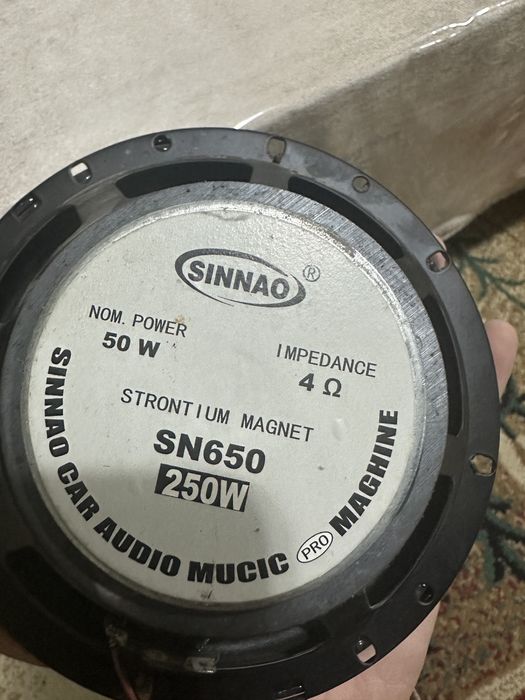 SINNAO ®
NOM. POWER
50 W
IMPEDANCE
4 Ω
STRONTIUM MAGNET
SN650
250W
SINNAO CAR AUDIO MUCIC PRO MACHINE